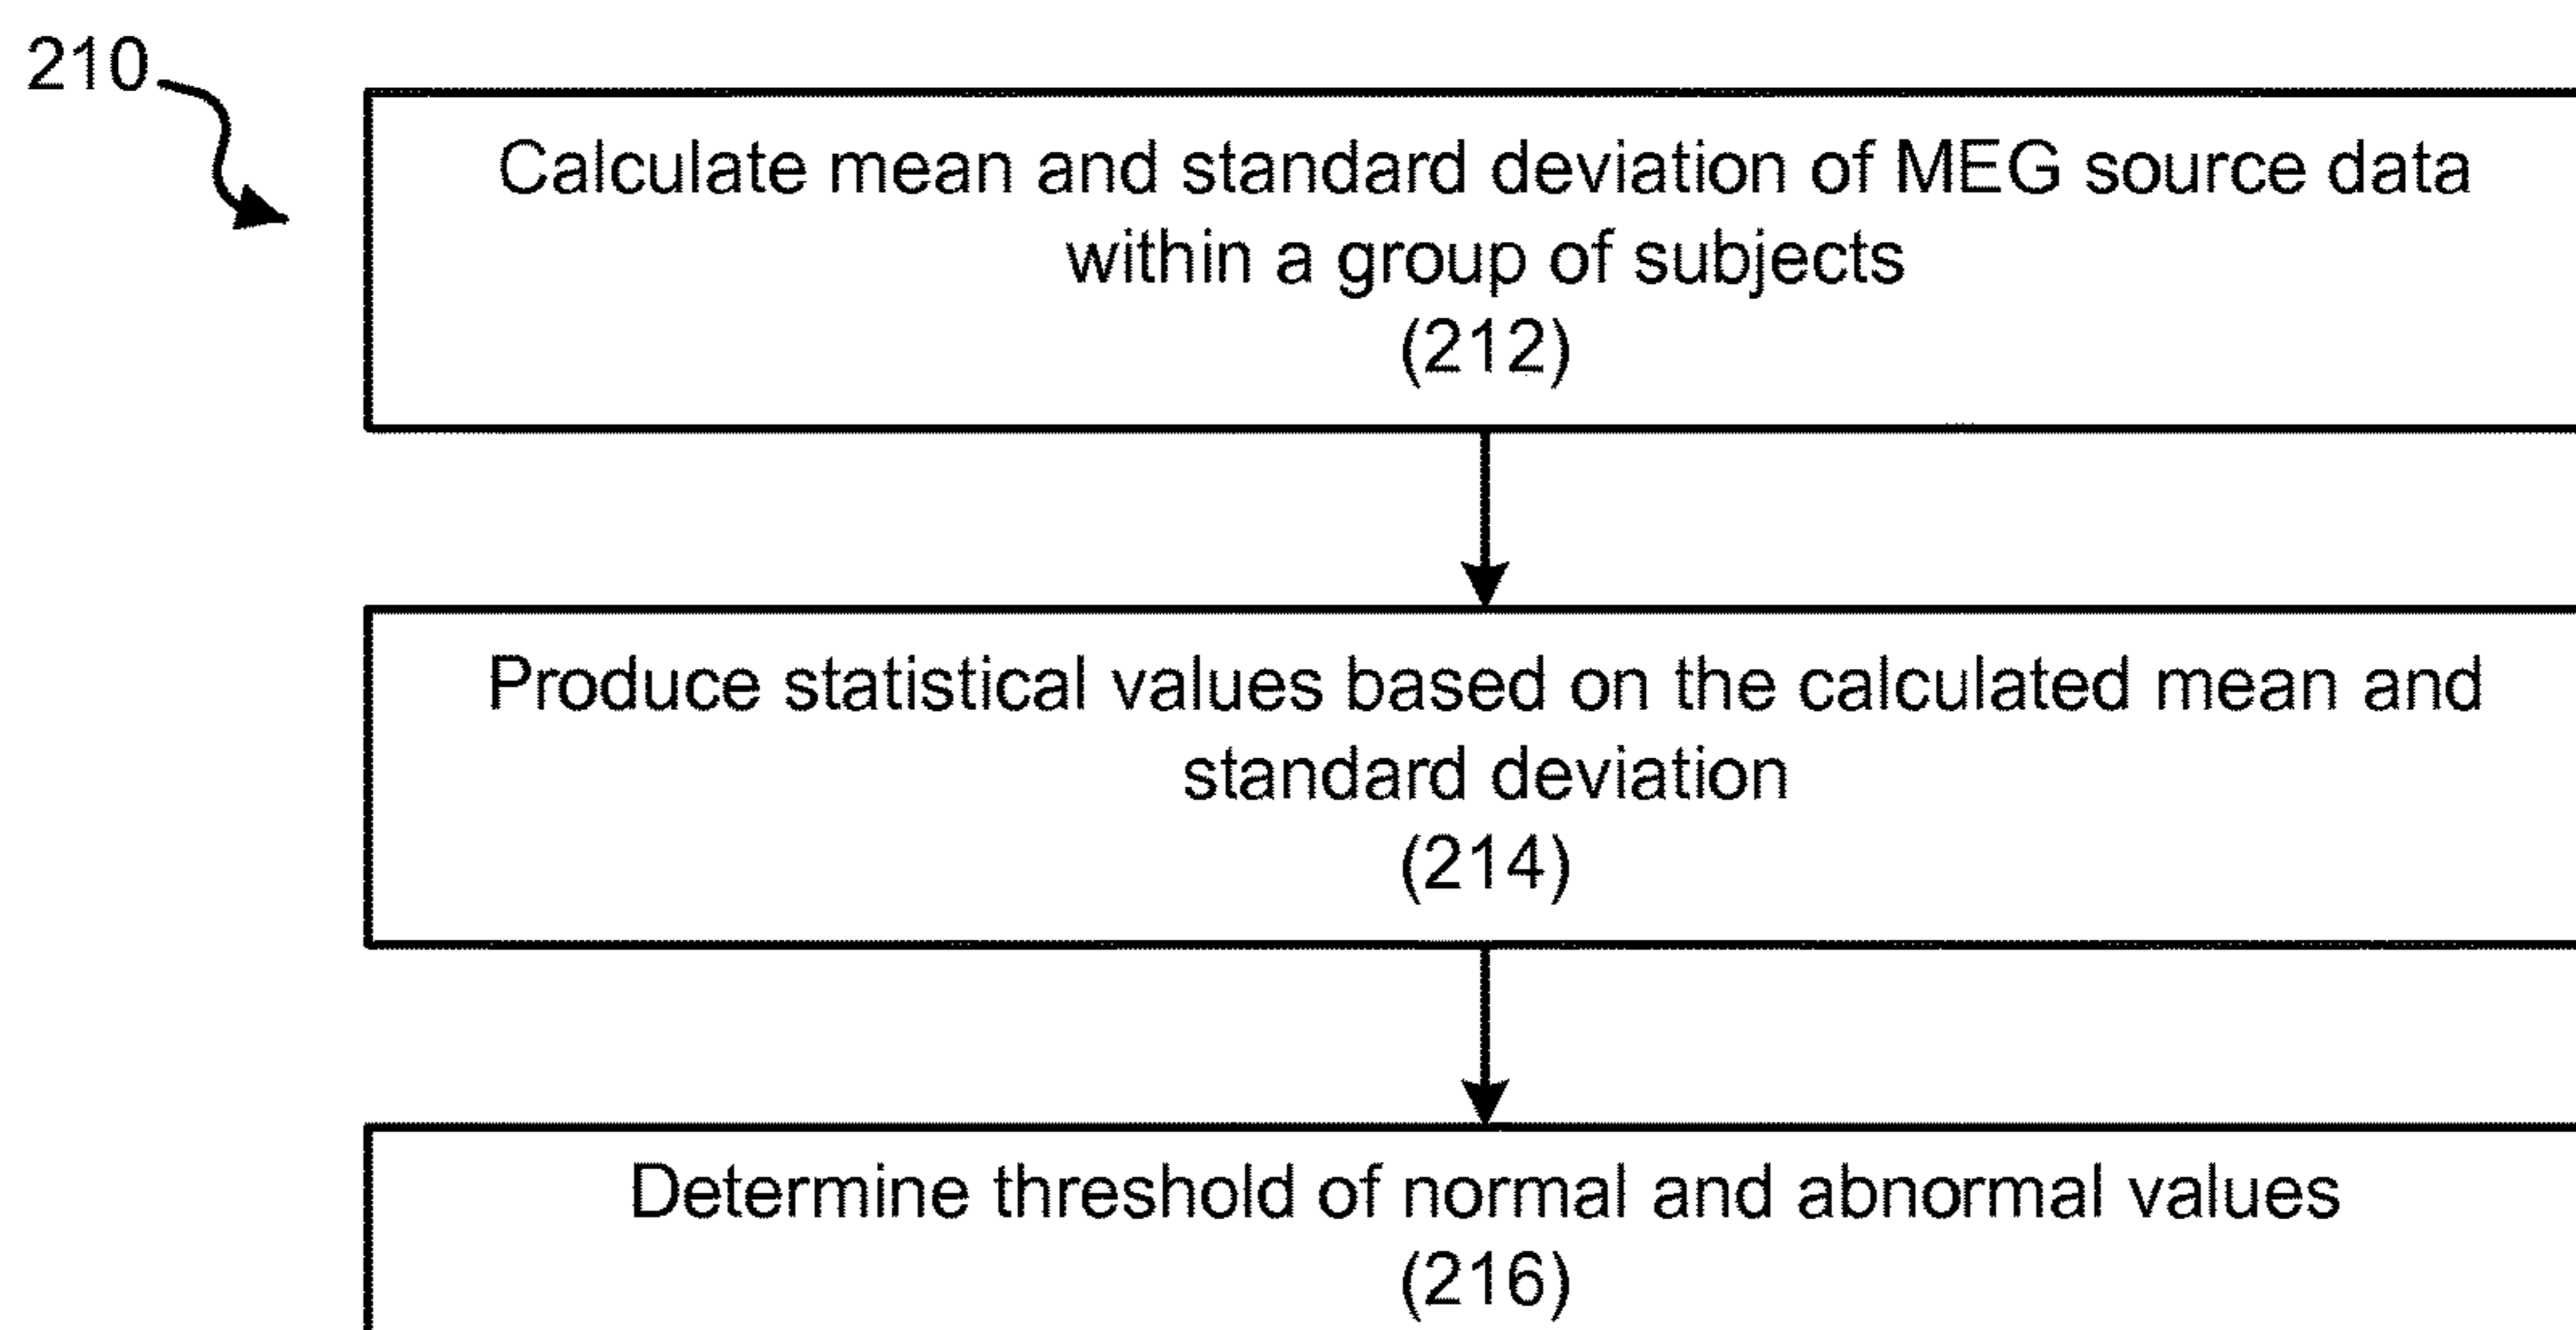 210
Calculate mean and standard deviation of MEG source data
within a group of subjects
(212)
Produce statistical values based on the calculated mean and
standard deviation
(214)
Determine threshold of normal and abnormal values
(216)